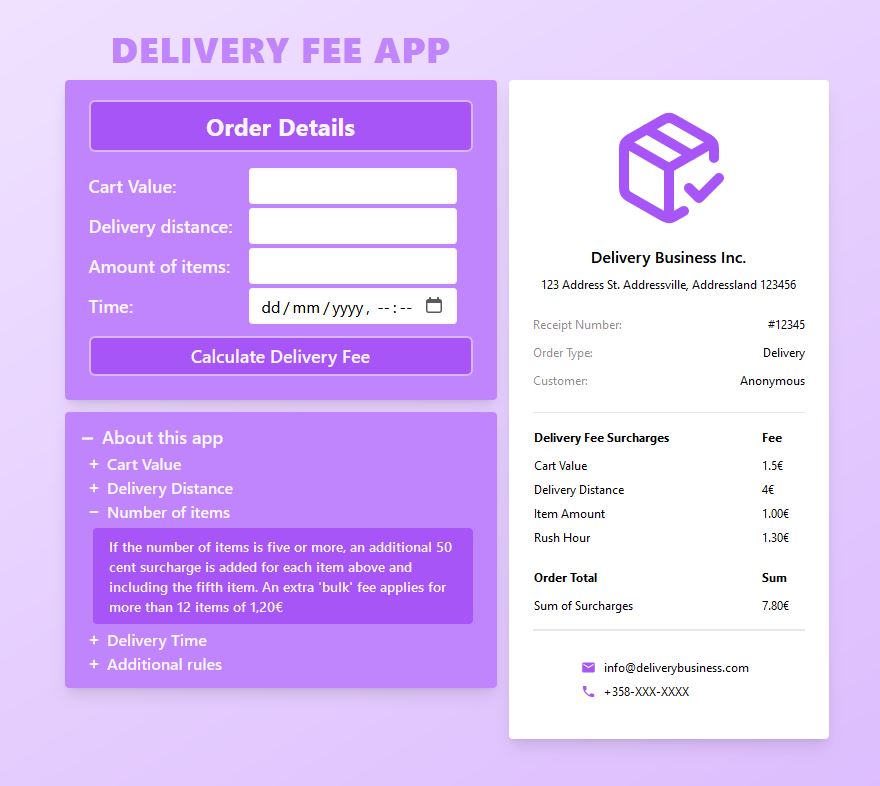 DELIVERY FEE APP
Order Details
Cart Value:
Delivery distance:
Amount of items:
Time: dd/mm/yyyy, --:--
Calculate Delivery Fee
− About this app
+ Cart Value
+ Delivery Distance
− Number of items
If the number of items is five or more, an additional 50
cent surcharge is added for each item above and
including the fifth item. An extra 'bulk' fee applies for
more than 12 items of 1,20€
+ Delivery Time
+ Additional rules
Delivery Business Inc.
123 Address St. Addressville, Addressland 123456
Receipt Number: #12345
Order Type: Delivery
Customer: Anonymous
Delivery Fee Surcharges Fee
Cart Value 1.5€
Delivery Distance 4€
Item Amount 1.00€
Rush Hour 1.30€
Order Total Sum
Sum of Surcharges 7.80€
info@deliverybusiness.com
+358-XXX-XXXX